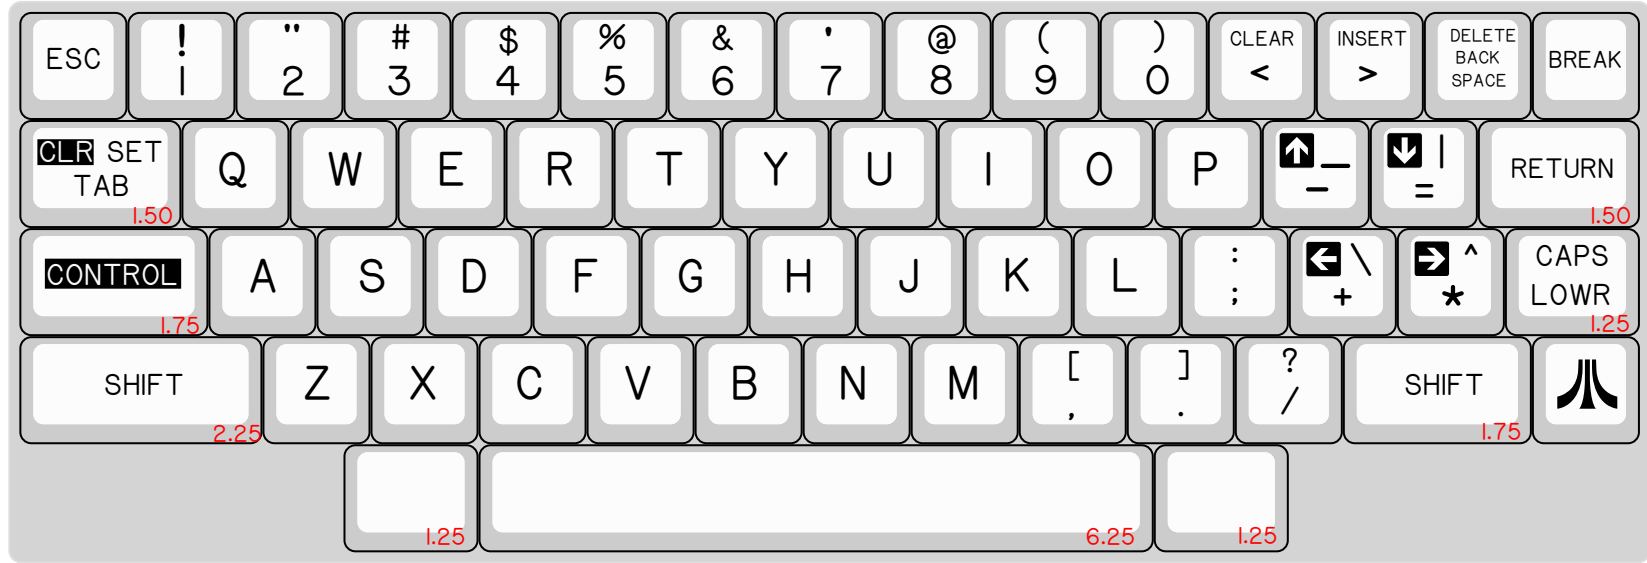 ESC ! " # $ % & ' @ ( ) CLEAR INSERT DELETE BACK SPACE BREAK
1 2 3 4 5 6 7 8 9 0 < >
CLR SET TAB Q W E R T Y U I O P ↑ _ - ↓ | = RETURN
1.50 1.50
CONTROL A S D F G H J K L : ; ← \ + → ^ * CAPS LOWR
1.75 1.25
SHIFT Z X C V B N M [ , ] . ? / SHIFT
2.25 1.75
1.25 6.25 1.25